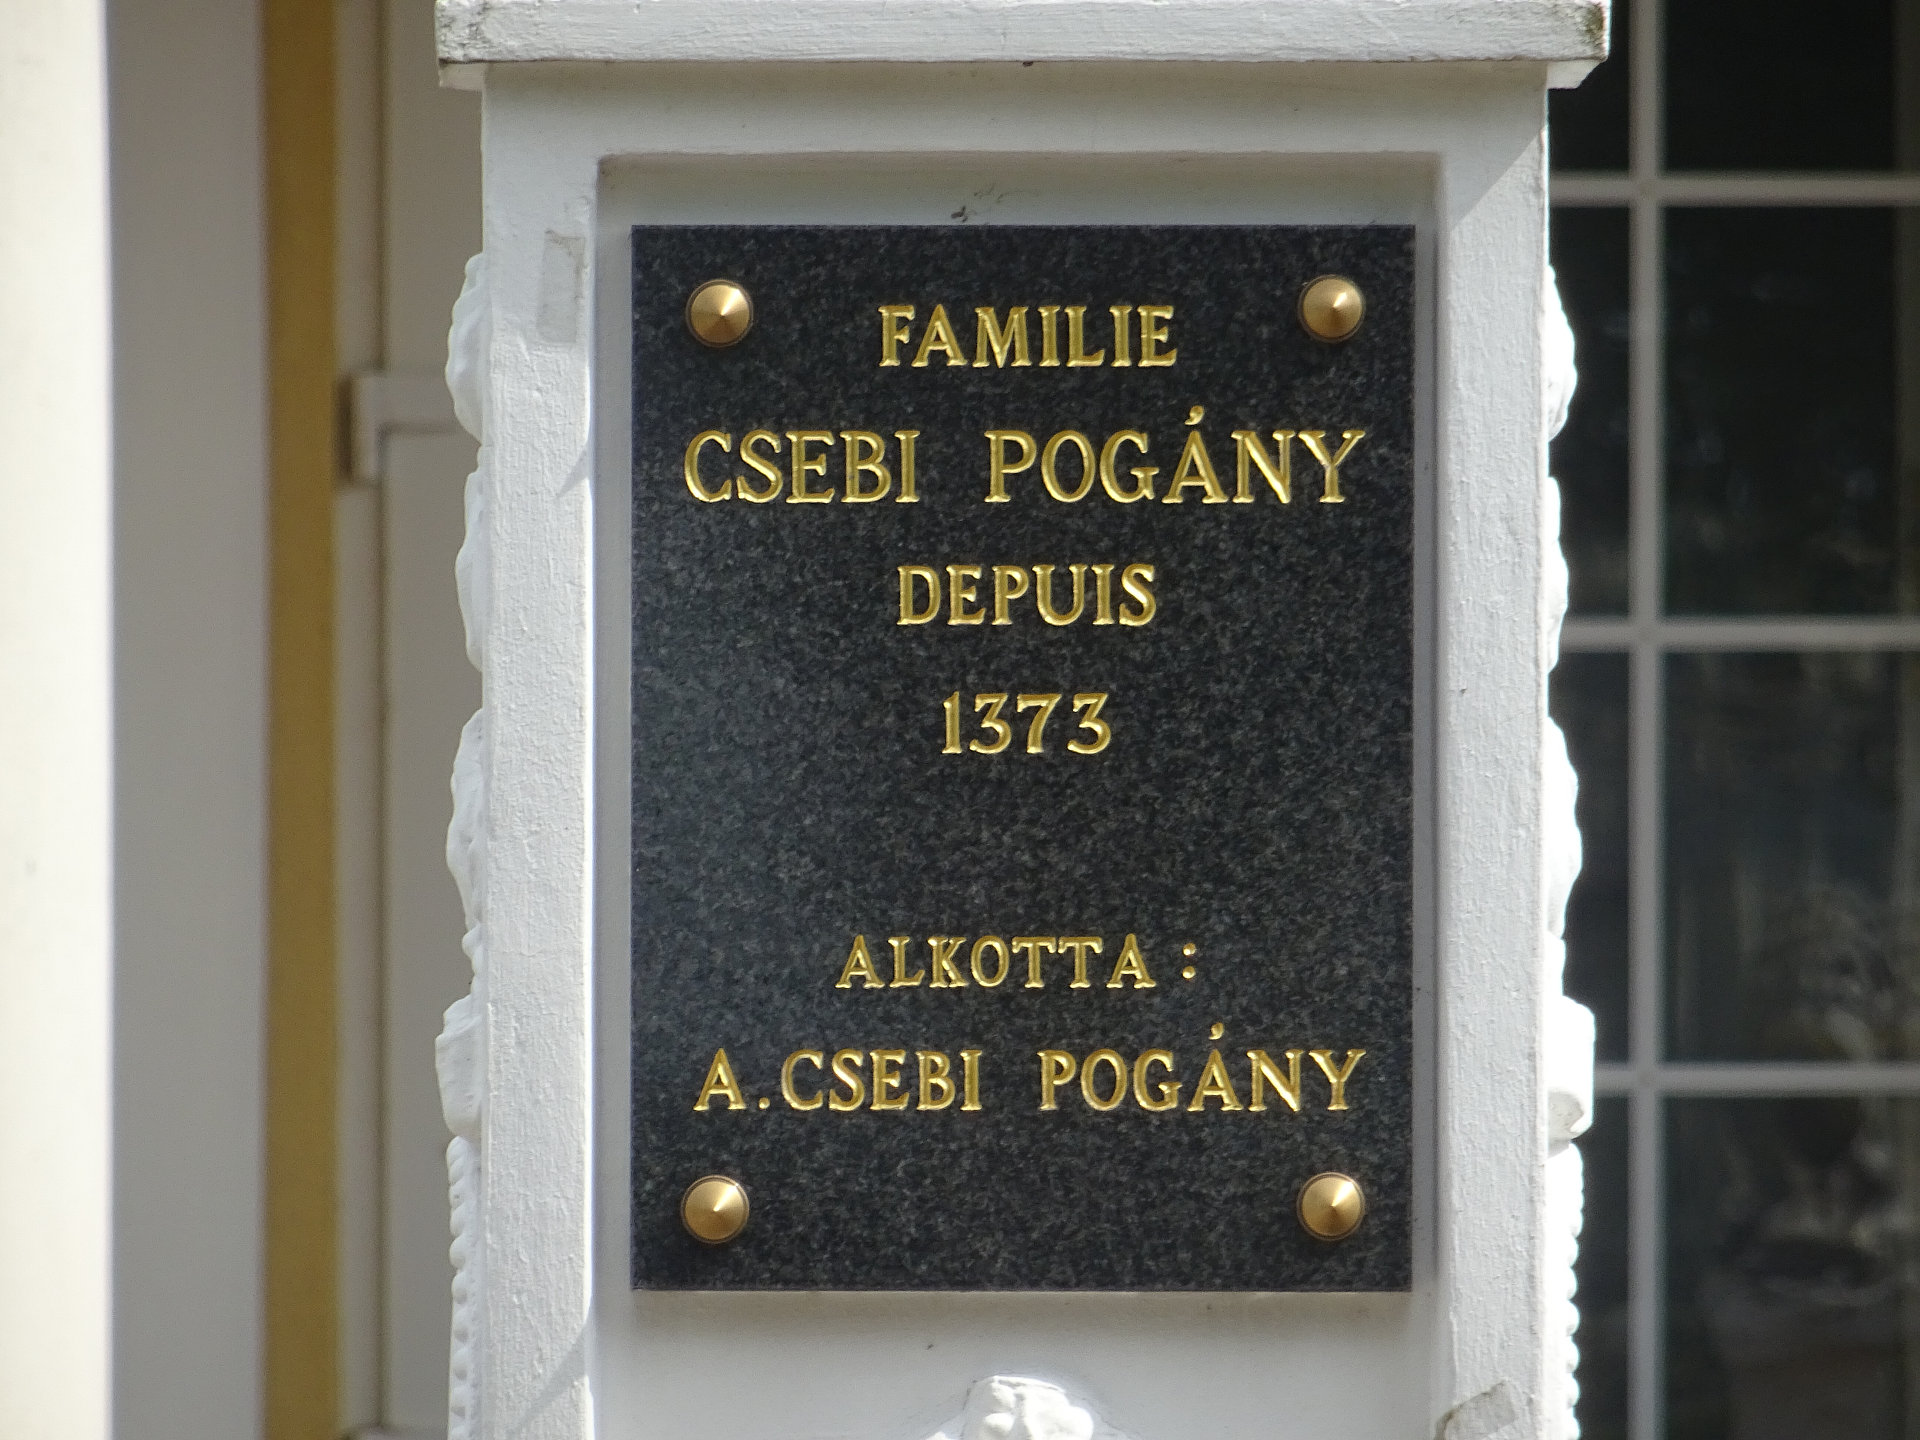 FAMILIE
CSEBI POGÁNY
DEPUIS
1373
ALKOTTA :
A. CSEBI POGÁNY